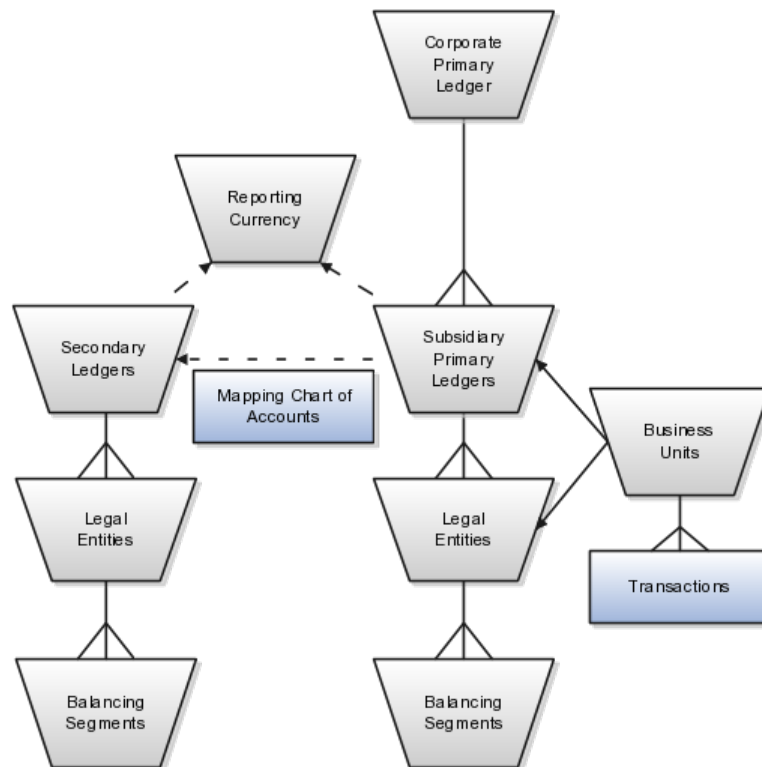 Corporate
Primary
Ledger
Reporting
Currency
Secondary
Ledgers
Subsidiary
Primary
Ledgers
Mapping Chart of
Accounts
Business
Units
Legal
Entities
Legal
Entities
Transactions
Balancing
Segments
Balancing
Segments